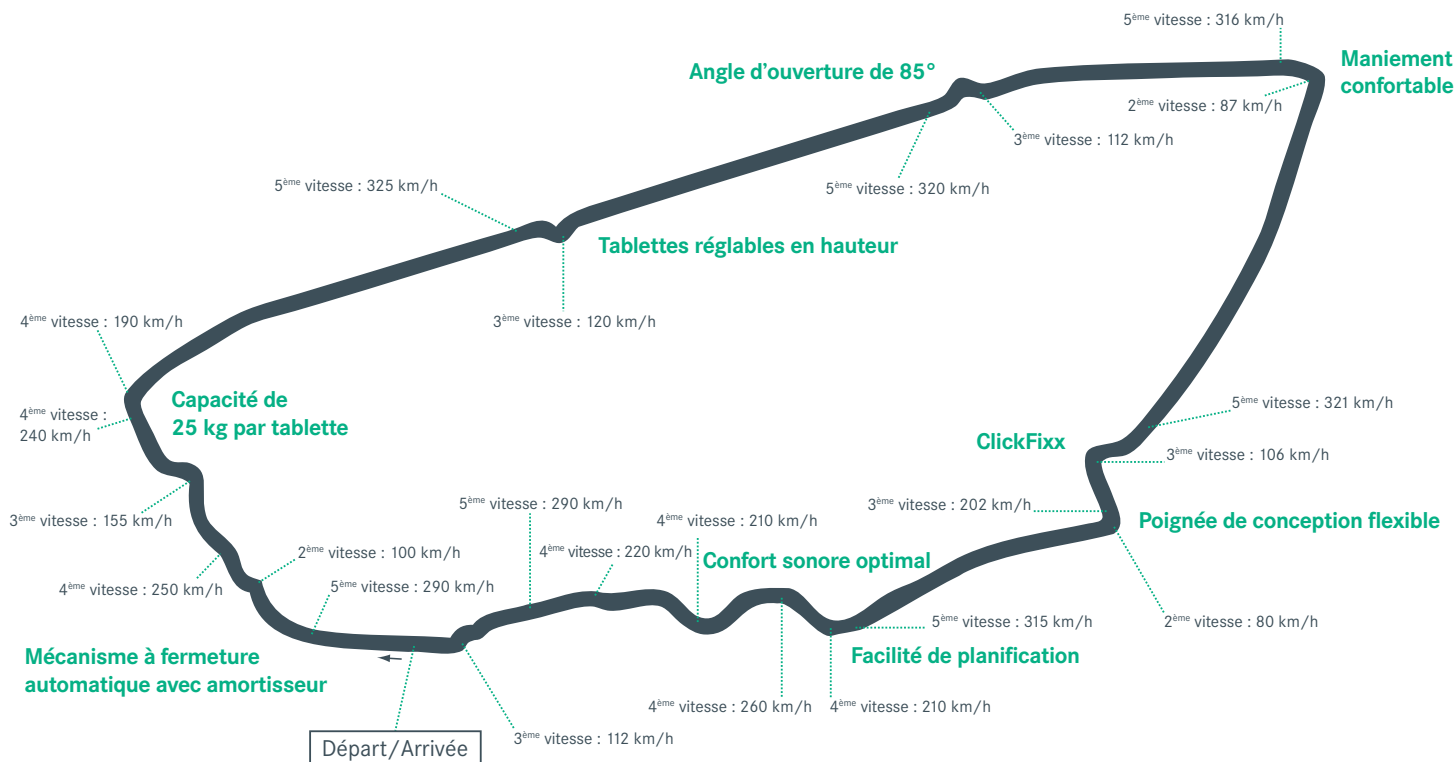 5ème vitesse : 316 km/h
Angle d'ouverture de 85°
Maniement
confortable
2ème vitesse : 87 km/h
3ème vitesse : 112 km/h
5ème vitesse : 325 km/h
5ème vitesse : 320 km/h
Tablettes réglables en hauteur
4ème vitesse : 190 km/h
3ème vitesse : 120 km/h
Capacité de
25 kg par tablette
4ème vitesse :
240 km/h
5ème vitesse : 321 km/h
ClickFixx
3ème vitesse : 106 km/h
5ème vitesse : 290 km/h
3ème vitesse : 202 km/h
3ème vitesse : 155 km/h
4ème vitesse : 210 km/h
Poignée de conception flexible
2ème vitesse : 100 km/h
4ème vitesse : 220 km/h
Confort sonore optimal
4ème vitesse : 250 km/h
5ème vitesse : 290 km/h
5ème vitesse : 315 km/h
2ème vitesse : 80 km/h
Mécanisme à fermeture
automatique avec amortisseur
Facilité de planification
4ème vitesse : 260 km/h
4ème vitesse : 210 km/h
3ème vitesse : 112 km/h
Départ/Arrivée